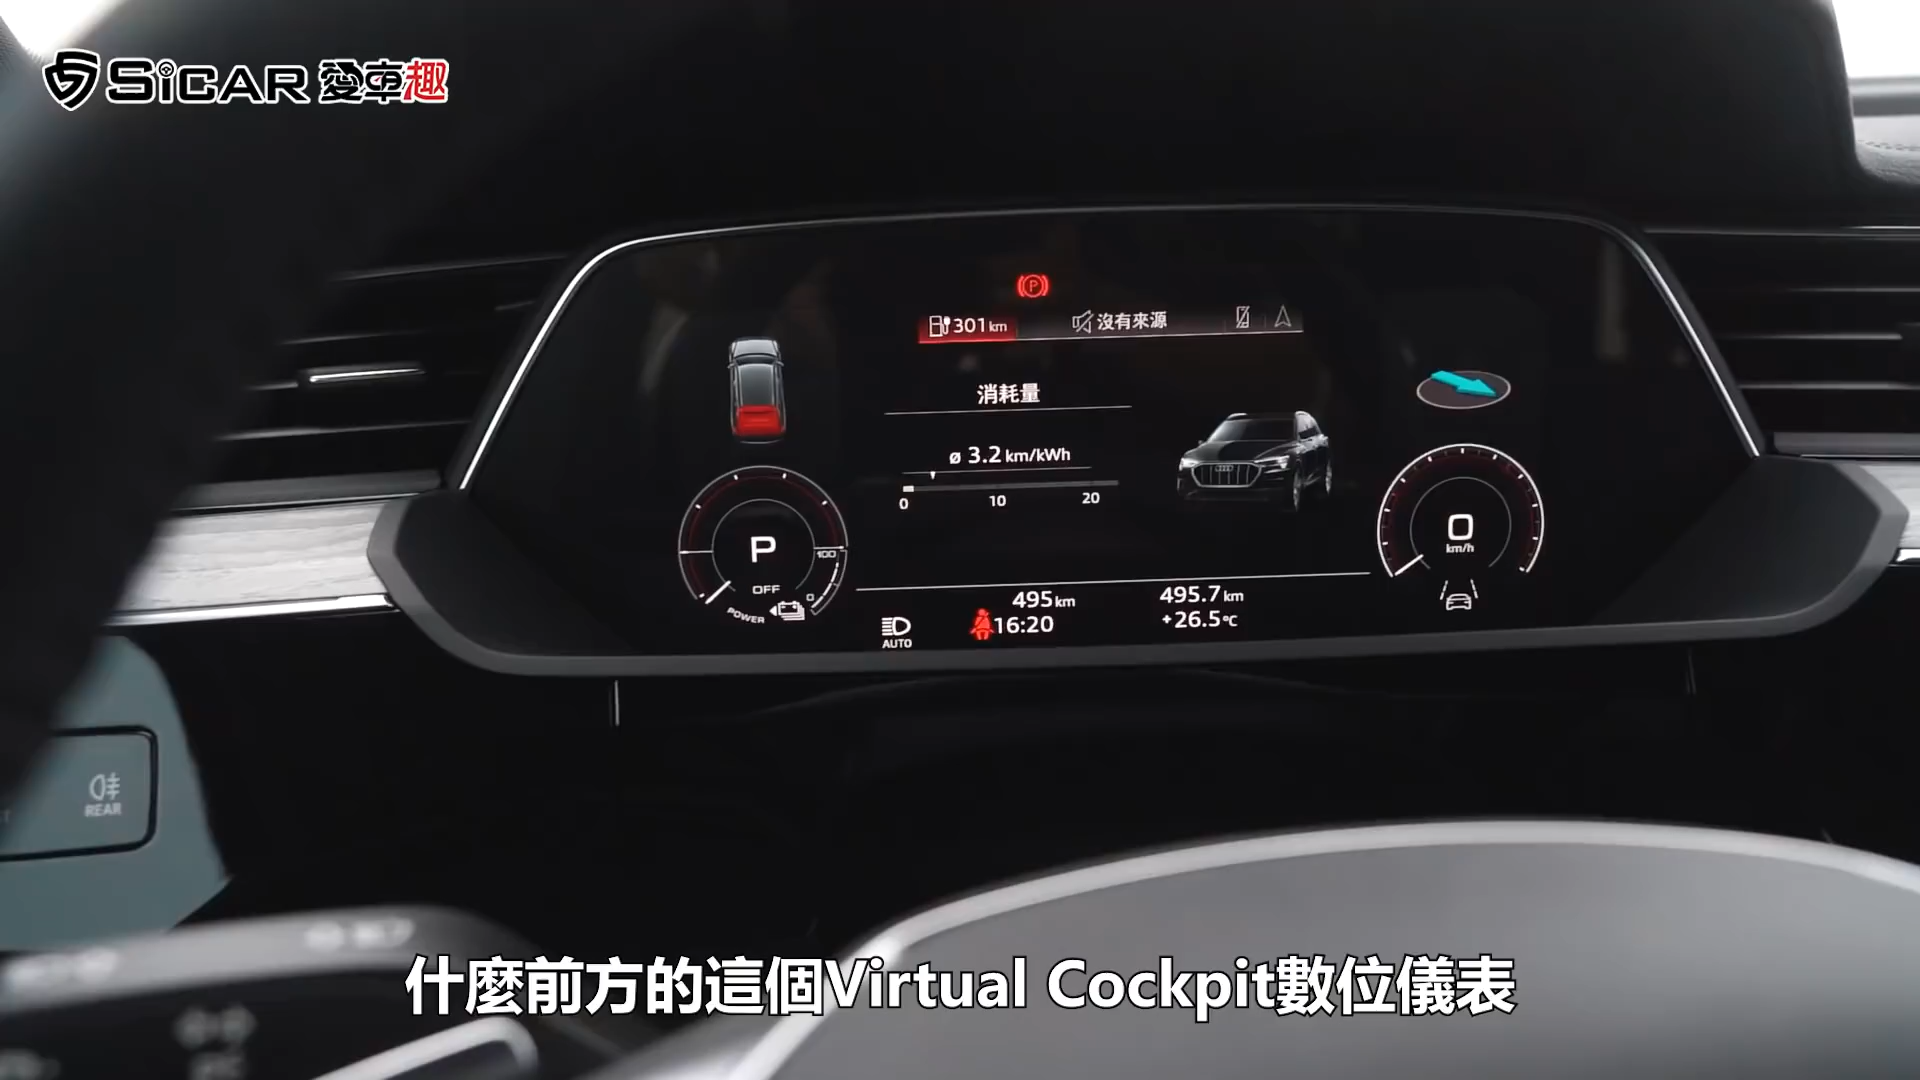 SiCAR 愛車趣
P
301 km
沒有來源
消耗量
ø 3.2 km/kWh
0 10 20
P
OFF
POWER
100
0
0
km/h
495 km
495.7 km
AUTO
16:20
+26.5 °C
REAR
什麼前方的這個Virtual Cockpit數位儀表